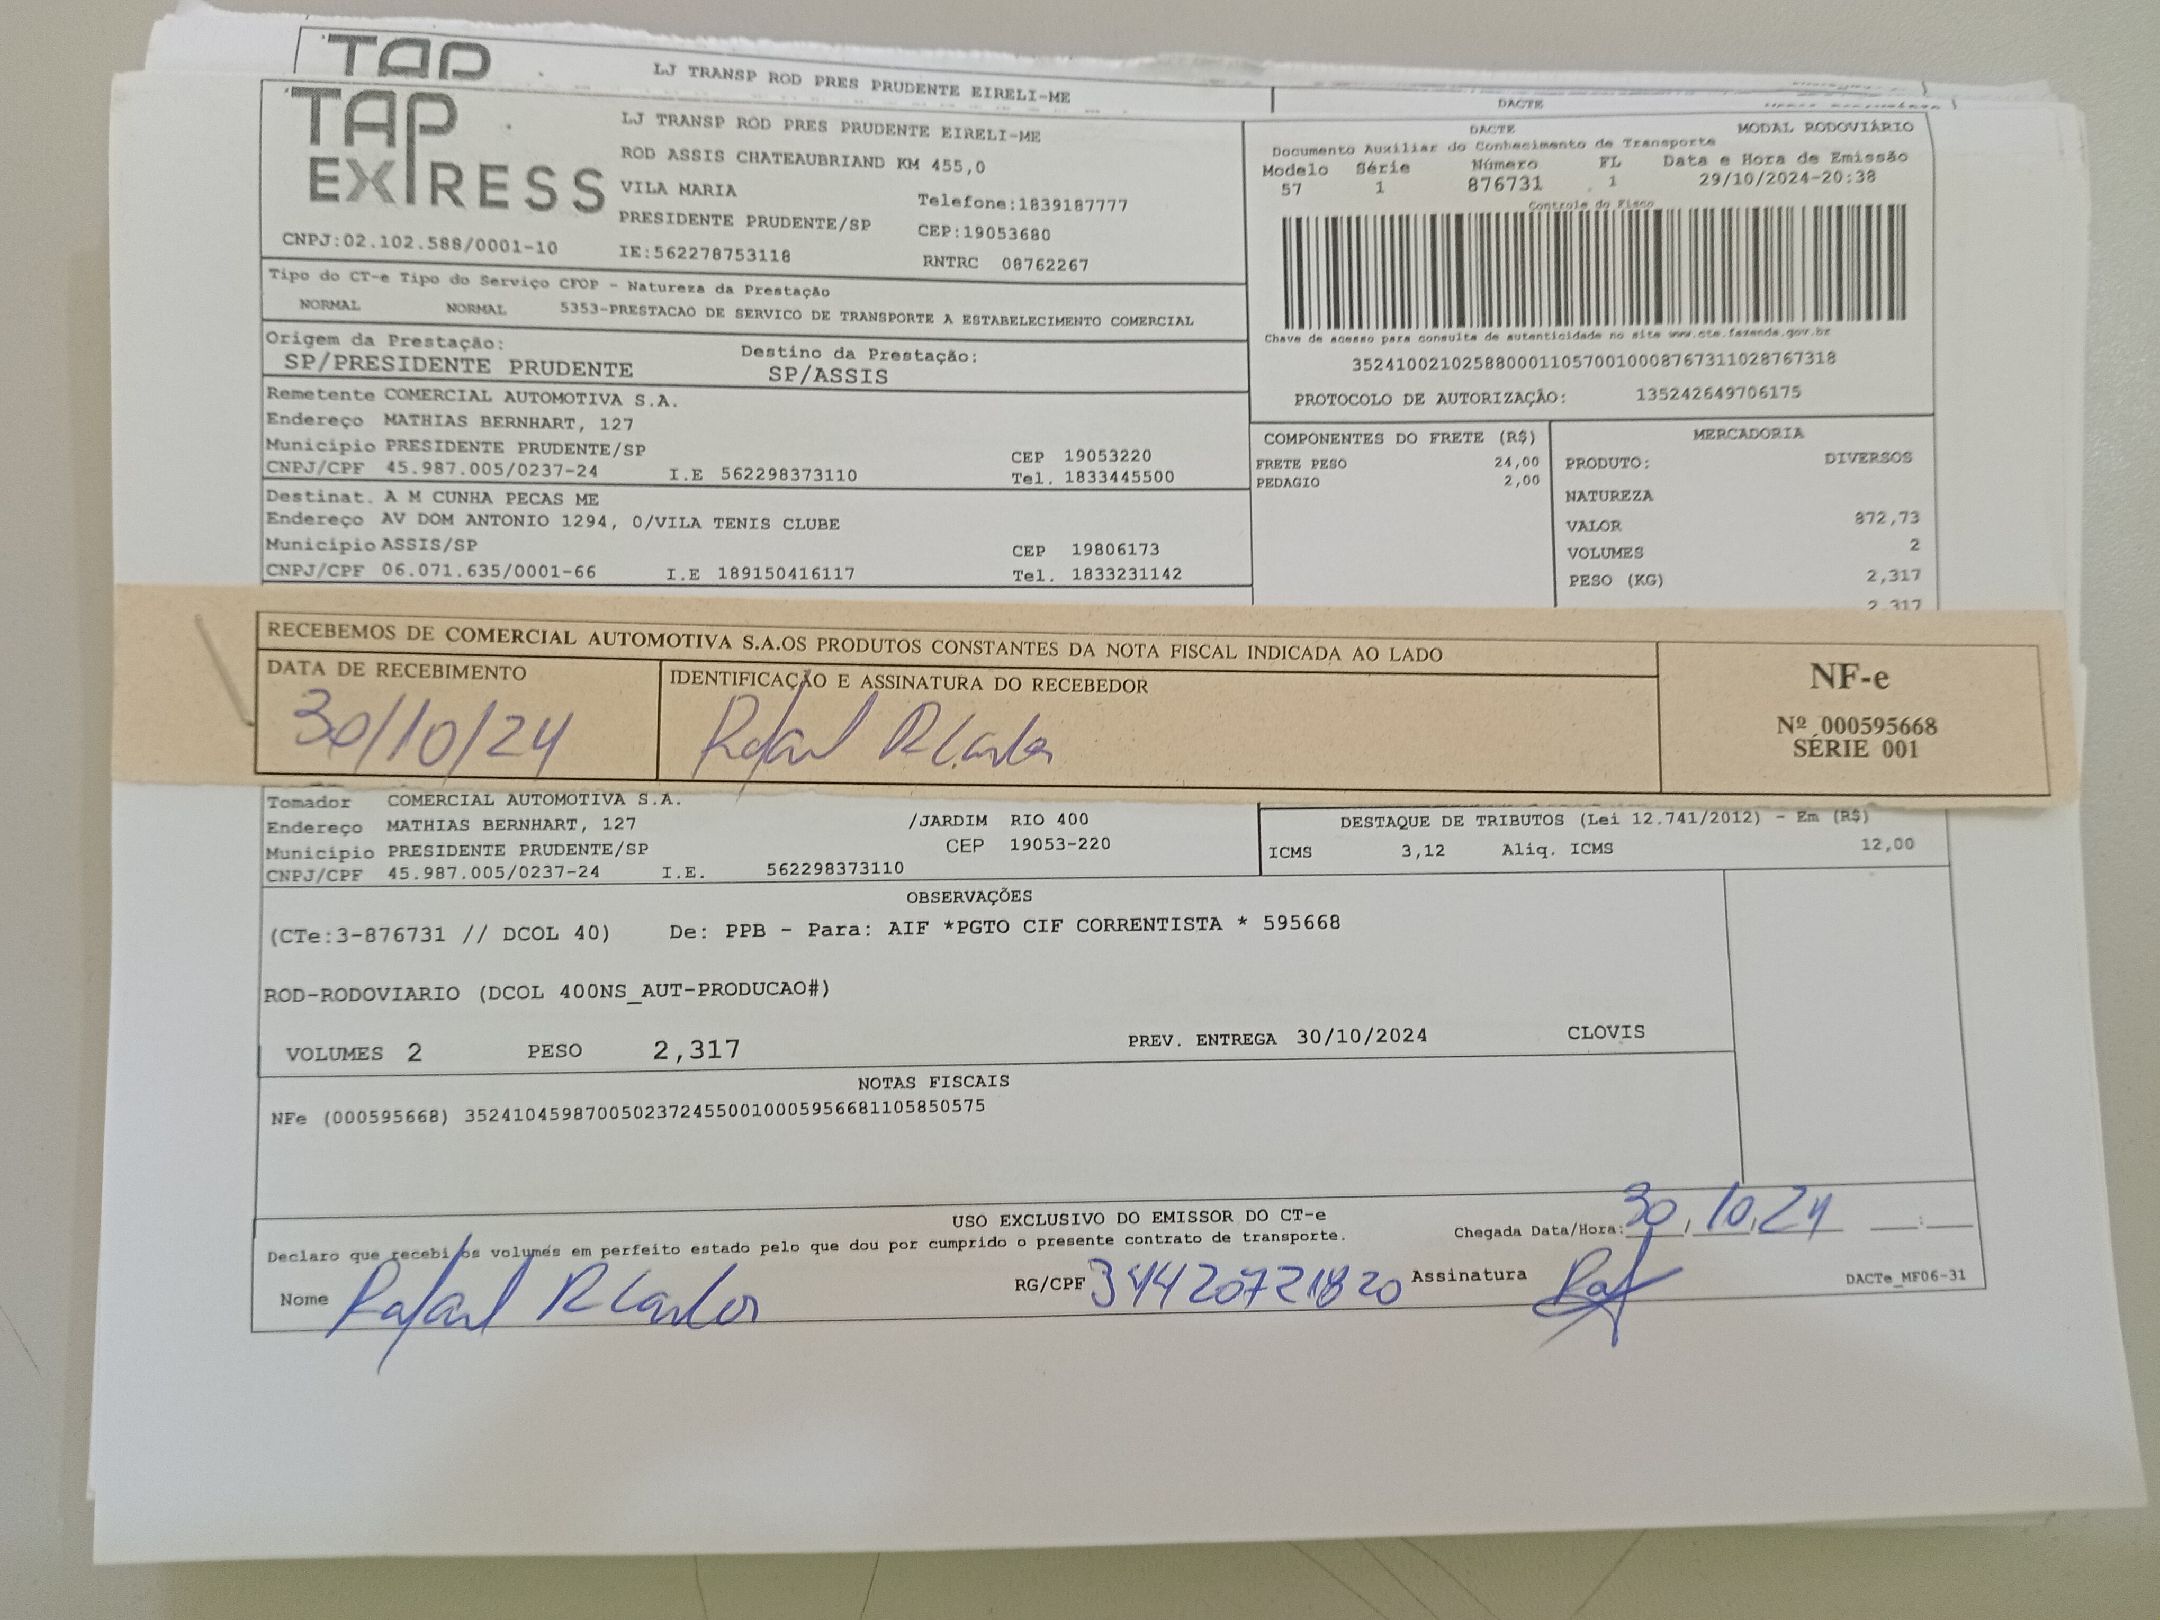 TAP
LJ TRANSP ROD PRES PRUDENTE EIRELI-ME
DACTE
TAP EXPRESS
LJ TRANSP ROD PRES PRUDENTE EIRELI-ME
ROD ASSIS CHATEAUBRIAND KM 455,0
VILA MARIA Telefone:1839187777
PRESIDENTE PRUDENTE/SP CEP:19053680
CNPJ:02.102.588/0001-10 IE:562278753118 RNTRC 08762267
DACTE MODAL RODOVIÁRIO
Documento Auxiliar do Conhecimento de Transporte
Modelo Série Número FL Data e Hora de Emissão
57 1 876731 1 29/10/2024-20:38
Controle do Fisco
Chave de acesso para consulta de autenticidade no site www.cte.fazenda.gov.br
35241002102588000110570010008767311028767318
PROTOCOLO DE AUTORIZAÇÃO: 135242649706175
Tipo do CT-e Tipo do Serviço CFOP - Natureza da Prestação
NORMAL NORMAL 5353-PRESTACAO DE SERVICO DE TRANSPORTE A ESTABELECIMENTO COMERCIAL
Origem da Prestação: Destino da Prestação:
SP/PRESIDENTE PRUDENTE SP/ASSIS
Remetente COMERCIAL AUTOMOTIVA S.A.
Endereço MATHIAS BERNHART, 127
Município PRESIDENTE PRUDENTE/SP CEP 19053220
CNPJ/CPF 45.987.005/0237-24 I.E 562298373110 Tel. 1833445500
Destinat. A M CUNHA PECAS ME
Endereço AV DOM ANTONIO 1294, 0/VILA TENIS CLUBE
Município ASSIS/SP CEP 19806173
CNPJ/CPF 06.071.635/0001-66 I.E 189150416117 Tel. 1833231142
COMPONENTES DO FRETE (R$)
FRETE PESO 24,00
PEDAGIO 2,00
MERCADORIA
PRODUTO: DIVERSOS
NATUREZA
VALOR 872,73
VOLUMES 2
PESO (KG) 2,317
2,317
RECEBEMOS DE COMERCIAL AUTOMOTIVA S.A.OS PRODUTOS CONSTANTES DA NOTA FISCAL INDICADA AO LADO
DATA DE RECEBIMENTO IDENTIFICAÇÃO E ASSINATURA DO RECEBEDOR
30/10/24 Rafael R Carlos
NF-e
Nº 000595668
SÉRIE 001
Tomador COMERCIAL AUTOMOTIVA S.A.
Endereço MATHIAS BERNHART, 127 /JARDIM RIO 400
Município PRESIDENTE PRUDENTE/SP CEP 19053-220
CNPJ/CPF 45.987.005/0237-24 I.E. 562298373110
DESTAQUE DE TRIBUTOS (Lei 12.741/2012) - Em (R$)
ICMS 3,12 Aliq. ICMS 12,00
OBSERVAÇÕES
(CTe:3-876731 // DCOL 40) De: PPB - Para: AIF *PGTO CIF CORRENTISTA * 595668
ROD-RODOVIARIO (DCOL 400NS_AUT-PRODUCAO#)
VOLUMES 2 PESO 2,317 PREV. ENTREGA 30/10/2024 CLOVIS
NOTAS FISCAIS
NFe (000595668) 35241045987005023724550010005956681105850575
USO EXCLUSIVO DO EMISSOR DO CT-e
Declaro que recebi os volumes em perfeito estado pelo que dou por cumprido o presente contrato de transporte.
Chegada Data/Hora: 30/10/24 __:__
Nome Rafael R Carlos RG/CPF 34420721820 Assinatura Raf DACTe_MF06-31